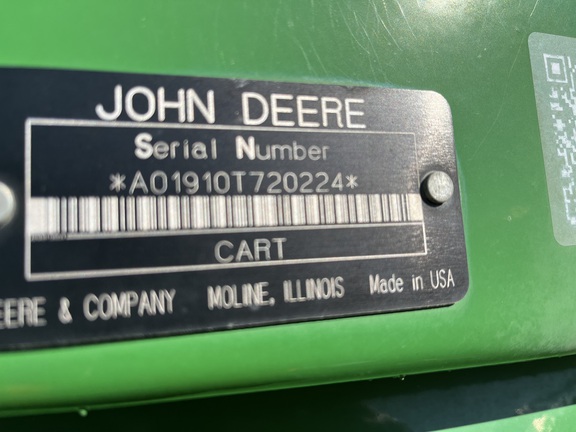 JOHN DEERE
Serial Number
*A01910T720224*
CART
EERE & COMPANY MOLINE, ILLINOIS Made in USA